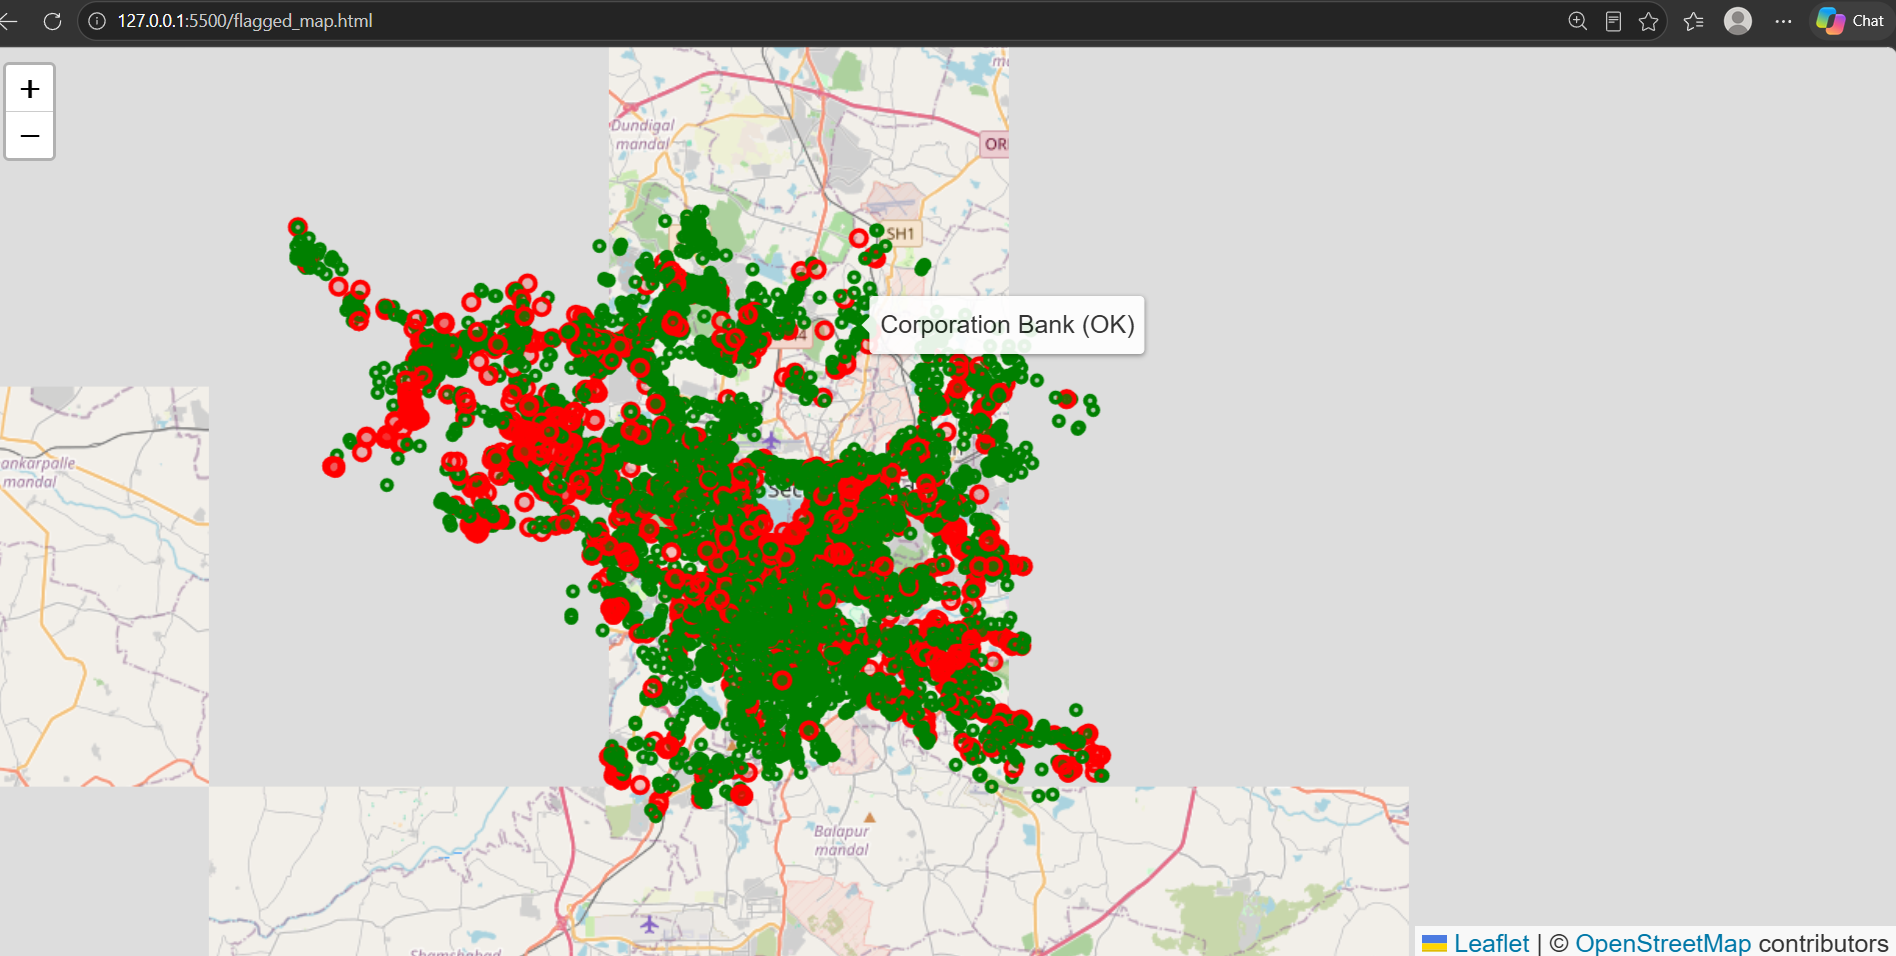 127.0.0.1:5500/flagged_map.html
Chat
+
−
Dundigal
mandal
SH1
Corporation Bank (OK)
ankarpalle
mandal
Balapur
mandal
Leaflet | © OpenStreetMap contributors